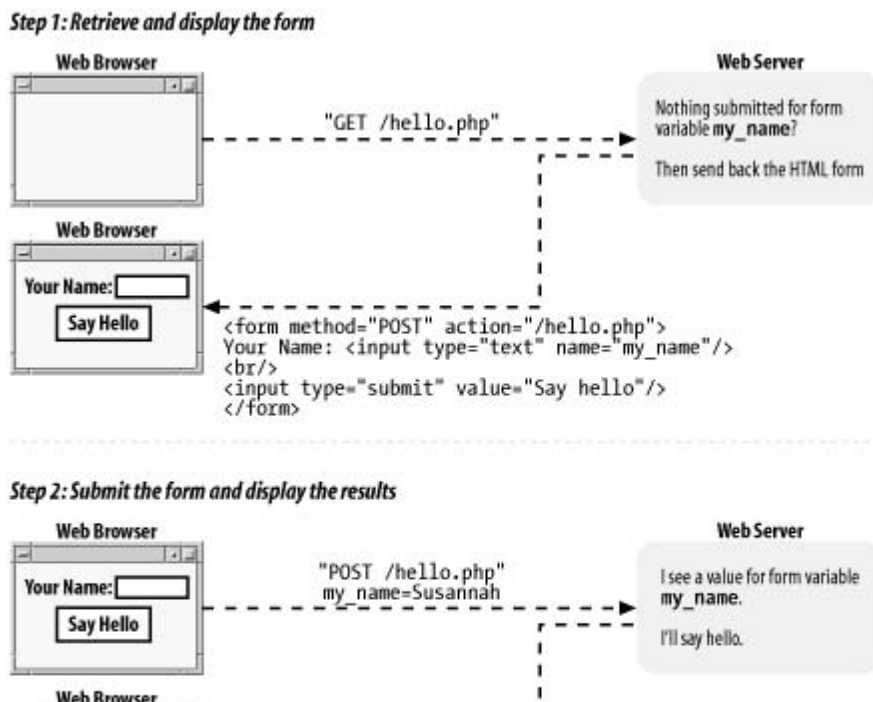 Step 1: Retrieve and display the form
Web Browser
Web Server
"GET /hello.php"
Nothing submitted for form
variable my_name?
Then send back the HTML form
Web Browser
Your Name:
Say Hello
<form method="POST" action="/hello.php">
Your Name: <input type="text" name="my_name"/>
<br/>
<input type="submit" value="Say hello"/>
</form>
Step 2: Submit the form and display the results
Web Browser
Web Server
Your Name:
Say Hello
"POST /hello.php"
my_name=Susannah
I see a value for form variable
my_name.
I'll say hello.
Web Browser